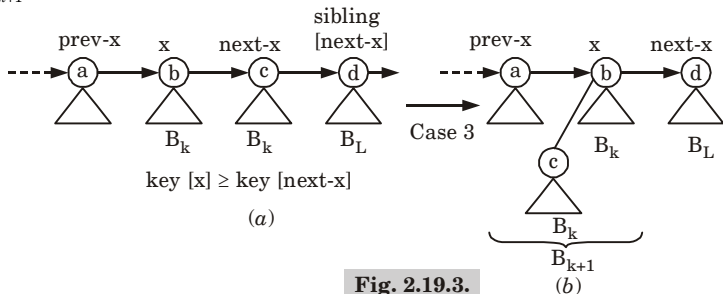 sibling
prev-x x next-x [next-x] prev-x x next-x
a b c d a b d
B_k B_k B_L Case 3 B_k B_L
c
key [x] ≥ key [next-x]
(a) B_k
B_{k+1}
Fig. 2.19.3. (b)